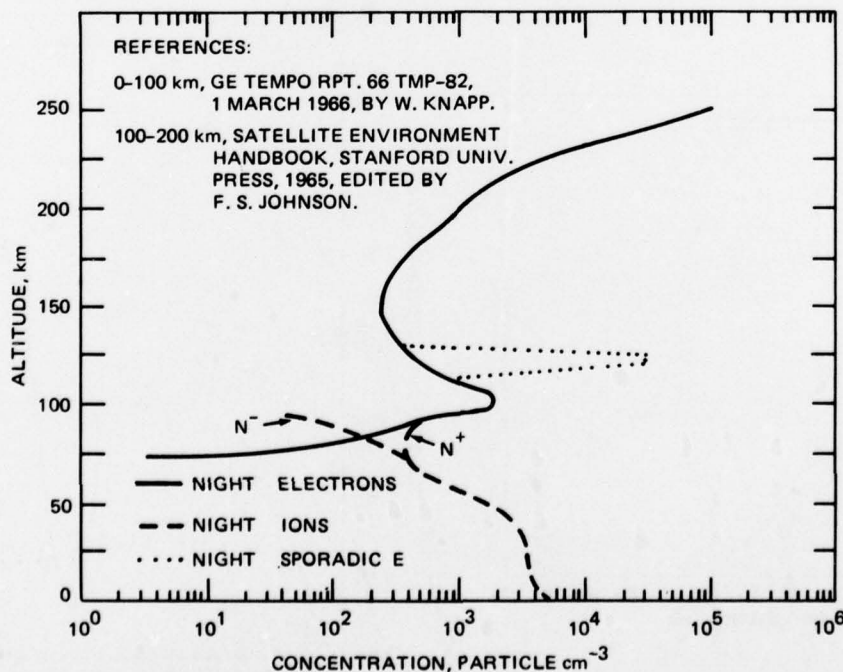 REFERENCES:
0-100 km, GE TEMPO RPT. 66 TMP-82,
1 MARCH 1966, BY W. KNAPP.
100-200 km, SATELLITE ENVIRONMENT
HANDBOOK, STANFORD UNIV.
PRESS, 1965, EDITED BY
F. S. JOHNSON.
ALTITUDE, km
250
200
150
100
50
0
N⁻
N⁺
NIGHT ELECTRONS
NIGHT IONS
NIGHT SPORADIC E
10⁰ 10¹ 10² 10³ 10⁴ 10⁵ 10⁶
CONCENTRATION, PARTICLE cm⁻³